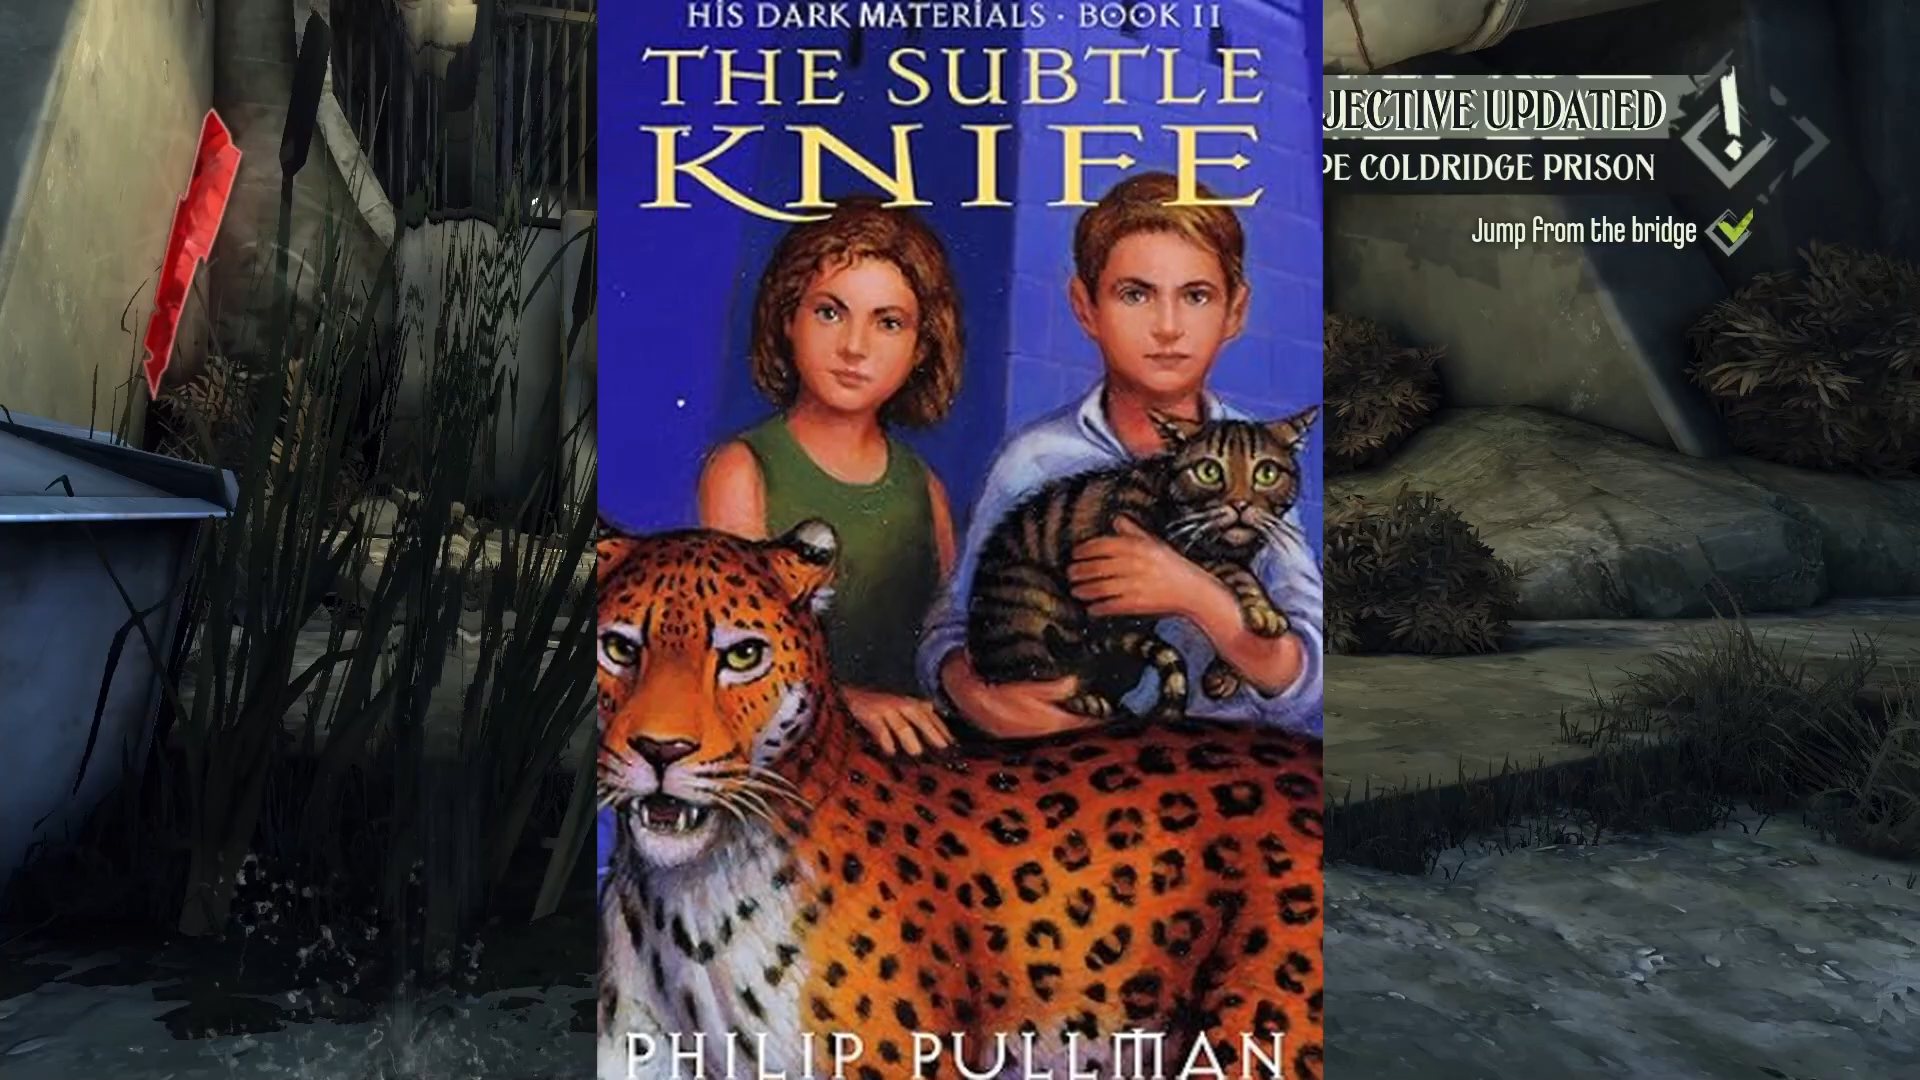 HIS DARK MATERIALS · BOOK II
THE SUBTLE
KNIFE
PHILIP PULLMAN
JECTIVE UPDATED
PE COLDRIDGE PRISON
Jump from the bridge